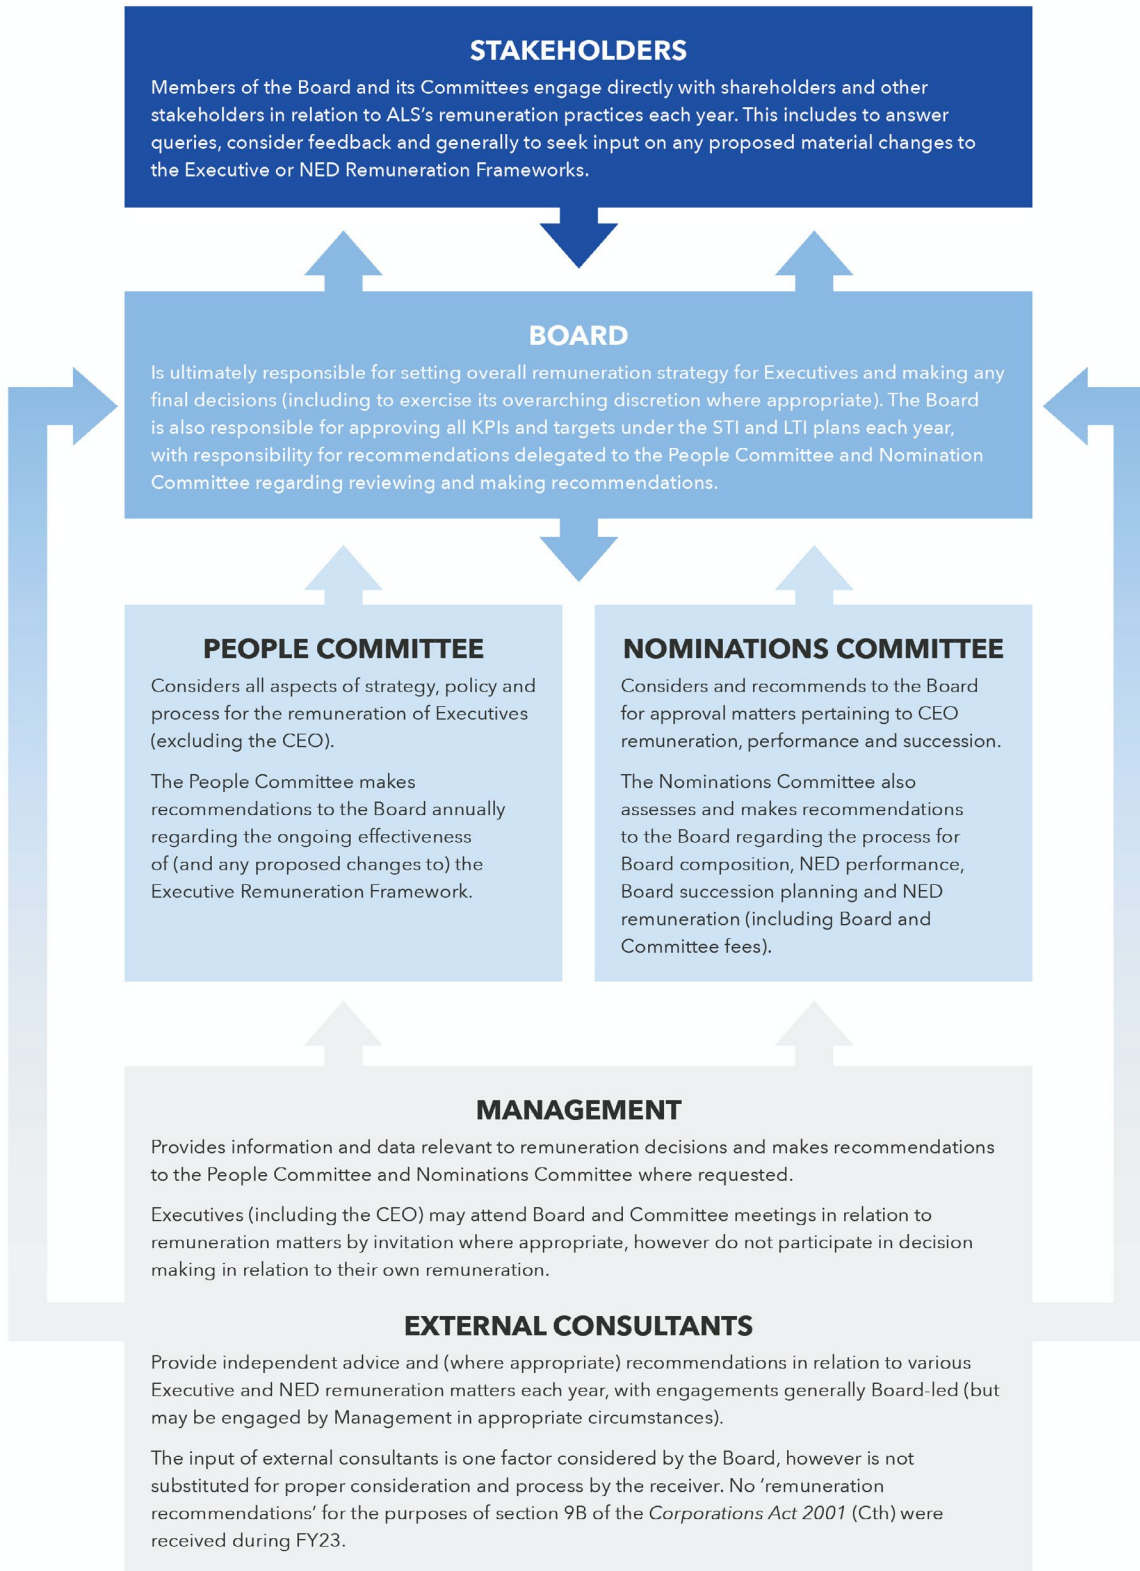 STAKEHOLDERS
Members of the Board and its Committees engage directly with shareholders and other
stakeholders in relation to ALS's remuneration practices each year. This includes to answer
queries, consider feedback and generally to seek input on any proposed material changes to
the Executive or NED Remuneration Frameworks.
BOARD
Is ultimately responsible for setting overall remuneration strategy for Executives and making any
final decisions (including to exercise its overarching discretion where appropriate). The Board
is also responsible for approving all KPIs and targets under the STI and LTI plans each year,
with responsibility for recommendations delegated to the People Committee and Nomination
Committee regarding reviewing and making recommendations.
PEOPLE COMMITTEE
Considers all aspects of strategy, policy and
process for the remuneration of Executives
(excluding the CEO).
The People Committee makes
recommendations to the Board annually
regarding the ongoing effectiveness
of (and any proposed changes to) the
Executive Remuneration Framework.
NOMINATIONS COMMITTEE
Considers and recommends to the Board
for approval matters pertaining to CEO
remuneration, performance and succession.
The Nominations Committee also
assesses and makes recommendations
to the Board regarding the process for
Board composition, NED performance,
Board succession planning and NED
remuneration (including Board and
Committee fees).
MANAGEMENT
Provides information and data relevant to remuneration decisions and makes recommendations
to the People Committee and Nominations Committee where requested.
Executives (including the CEO) may attend Board and Committee meetings in relation to
remuneration matters by invitation where appropriate, however do not participate in decision
making in relation to their own remuneration.
EXTERNAL CONSULTANTS
Provide independent advice and (where appropriate) recommendations in relation to various
Executive and NED remuneration matters each year, with engagements generally Board-led (but
may be engaged by Management in appropriate circumstances).
The input of external consultants is one factor considered by the Board, however is not
substituted for proper consideration and process by the receiver. No 'remuneration
recommendations' for the purposes of section 9B of the Corporations Act 2001 (Cth) were
received during FY23.